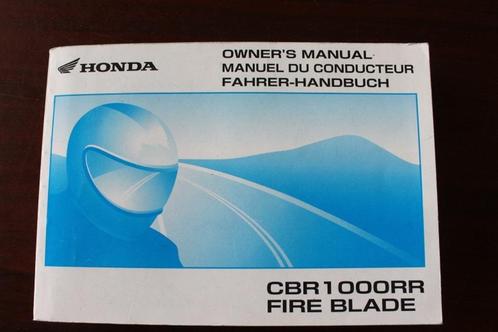 HONDA
OWNER'S MANUAL
MANUEL DU CONDUCTEUR
FAHRER-HANDBUCH
CBR1000RR
FIRE BLADE